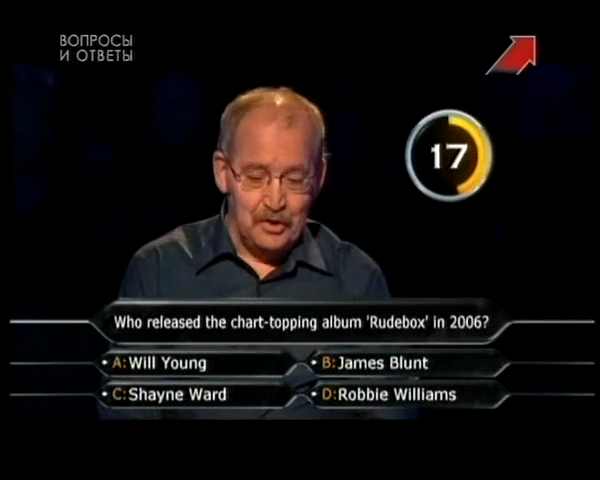 ВОПРОСЫ
И ОТВЕТЫ
17
Who released the chart-topping album 'Rudebox' in 2006?
A: Will Young
B: James Blunt
C: Shayne Ward
D: Robbie Williams